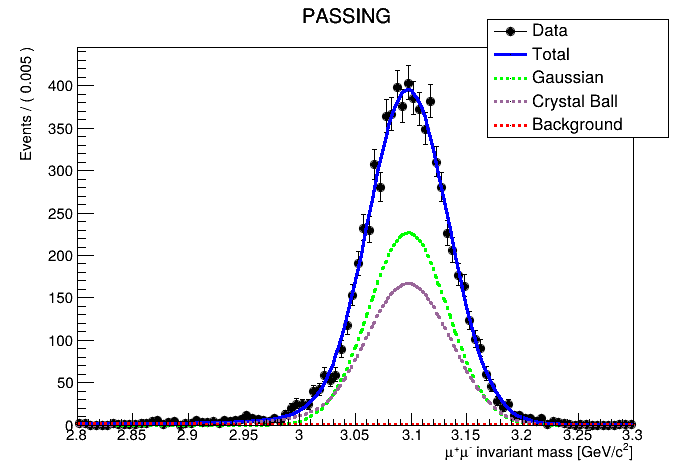 PASSING
Data
Total
Gaussian
Crystal Ball
Background
Events / ( 0.005 )
400
350
300
250
200
150
100
50
0
2.8 2.85 2.9 2.95 3 3.05 3.1 3.15 3.2 3.25 3.3
μ⁺μ⁻ invariant mass [GeV/c²]